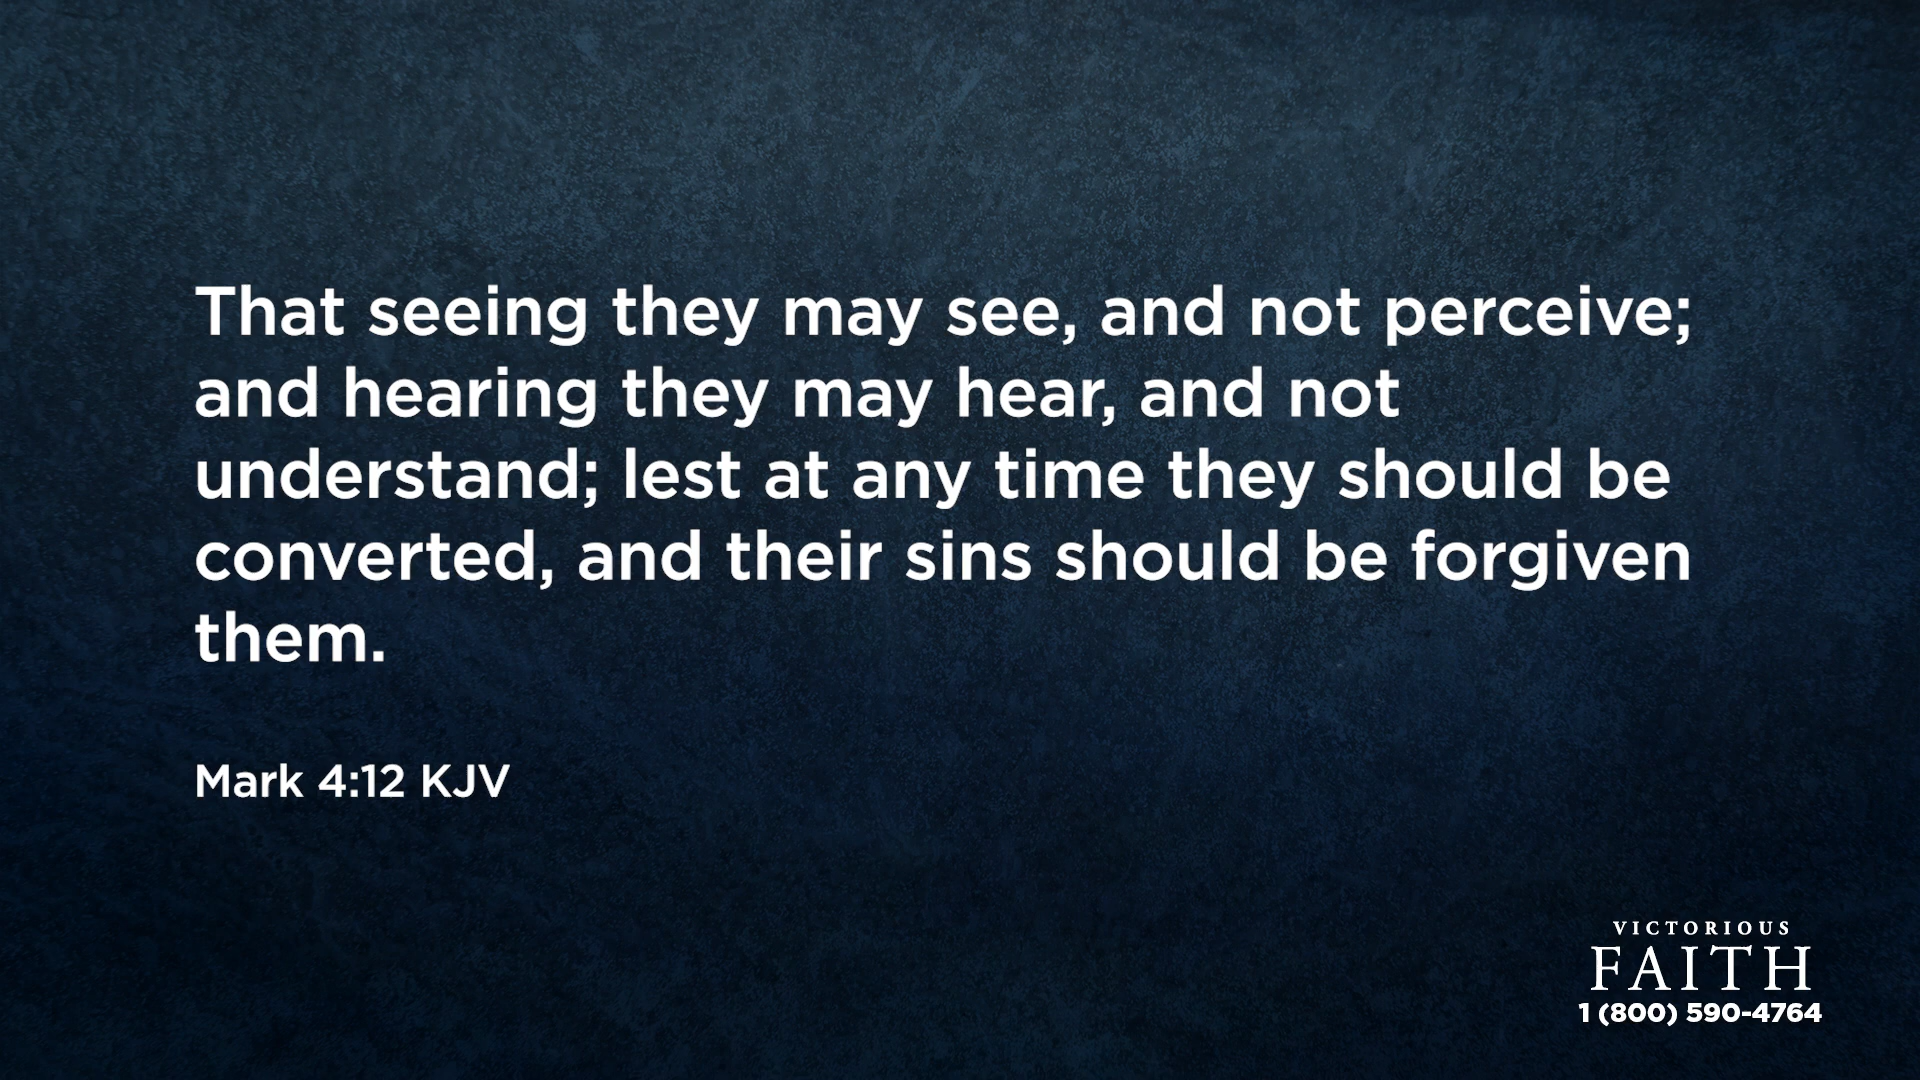 That seeing they may see, and not perceive;
and hearing they may hear, and not
understand; lest at any time they should be
converted, and their sins should be forgiven
them.
Mark 4:12 KJV
VICTORIOUS
FAITH
1 (800) 590-4764